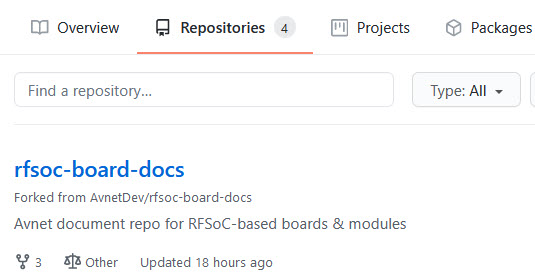 Overview Repositories 4 Projects Packages
Find a repository... Type: All
rfsoc-board-docs
Forked from AvnetDev/rfsoc-board-docs
Avnet document repo for RFSoC-based boards & modules
3 Other Updated 18 hours ago